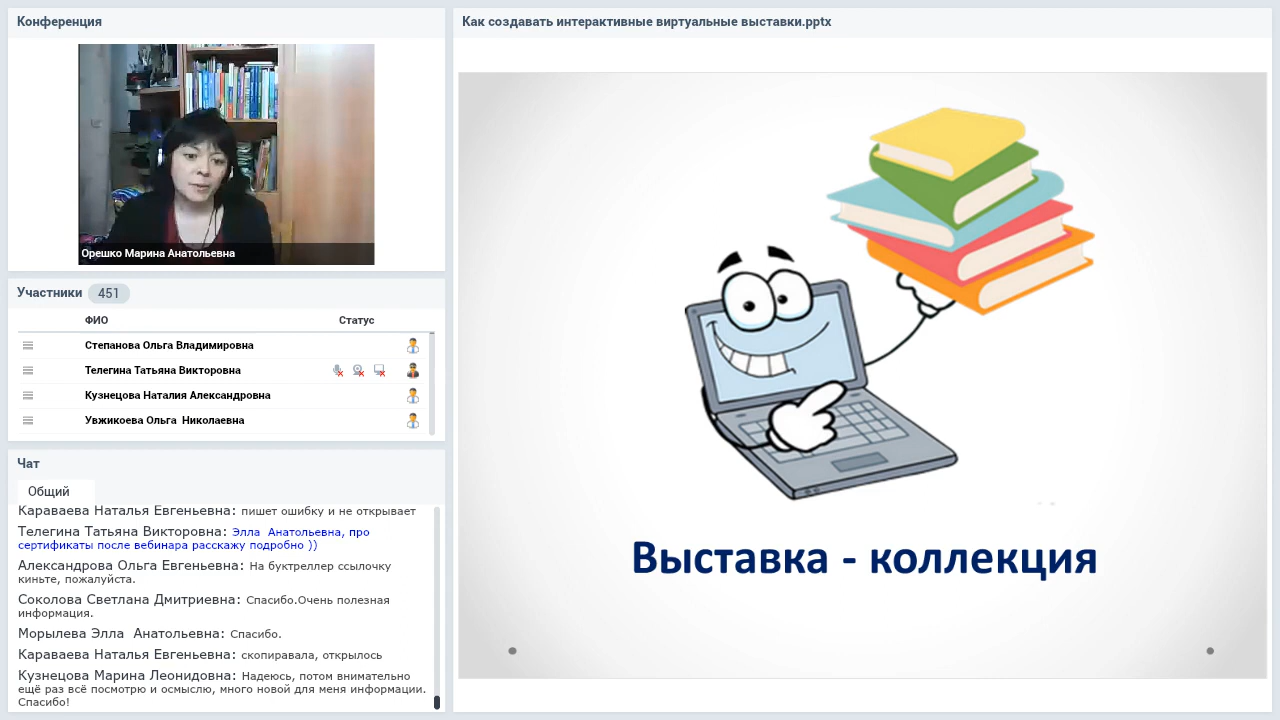 Конференция
Орешко Марина Анатольевна
Участники 451
ФИО Статус
Степанова Ольга Владимировна
Телегина Татьяна Викторовна
Кузнецова Наталия Александровна
Увжикоева Ольга  Николаевна
Чат
Общий
Караваева Наталья Евгеньевна: пишет ошибку и не открывает
Телегина Татьяна Викторовна: Элла  Анатольевна, про
сертификаты после вебинара расскажу подробно ))
Александрова Ольга Евгеньевна: На буктреллер ссылочку
киньте, пожалуйста.
Соколова Светлана Дмитриевна: Спасибо.Очень полезная
информация.
Морылева Элла  Анатольевна: Спасибо.
Караваева Наталья Евгеньевна: скопиравала, открылось
Кузнецова Марина Леонидовна: Надеюсь, потом внимательно
ещё раз всё посмотрю и осмыслю, много новой для меня информации.
Спасибо!
Как создавать интерактивные виртуальные выставки.pptx
Выставка - коллекция